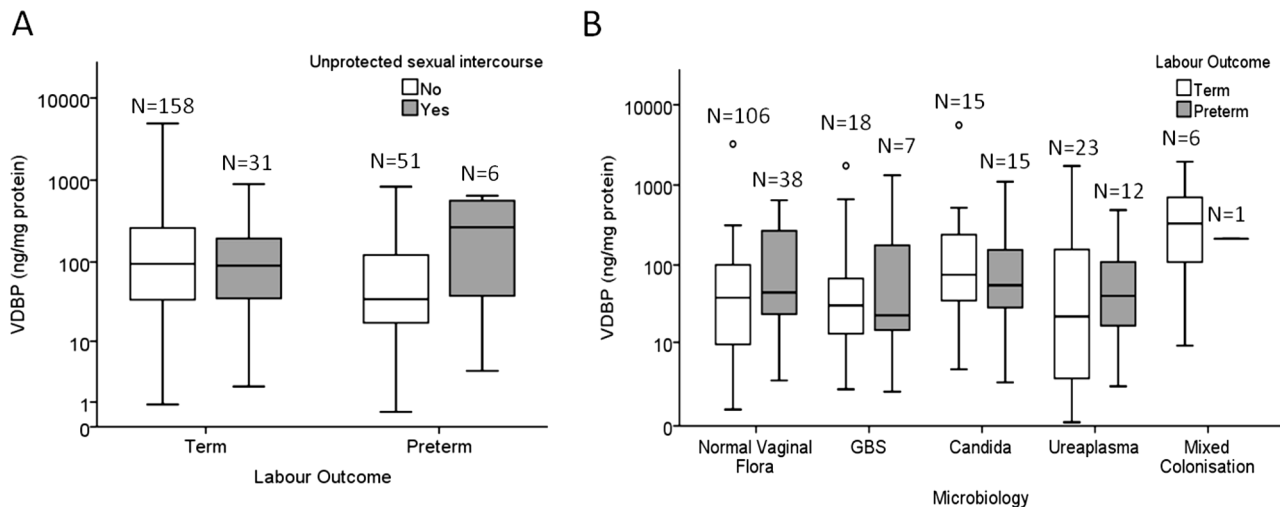 A
Unprotected sexual intercourse
No
Yes
VDBP (ng/mg protein)
10000
1000
100
10
1
0
N=158
N=31
N=51
N=6
Term
Preterm
Labour Outcome
B
Labour Outcome
Term
Preterm
VDBP (ng/mg protein)
10000
1000
100
10
0
N=106
N=38
N=18
N=7
N=15
N=15
N=23
N=12
N=6
N=1
Normal Vaginal
Flora
GBS
Candida
Ureaplasma
Mixed
Colonisation
Microbiology